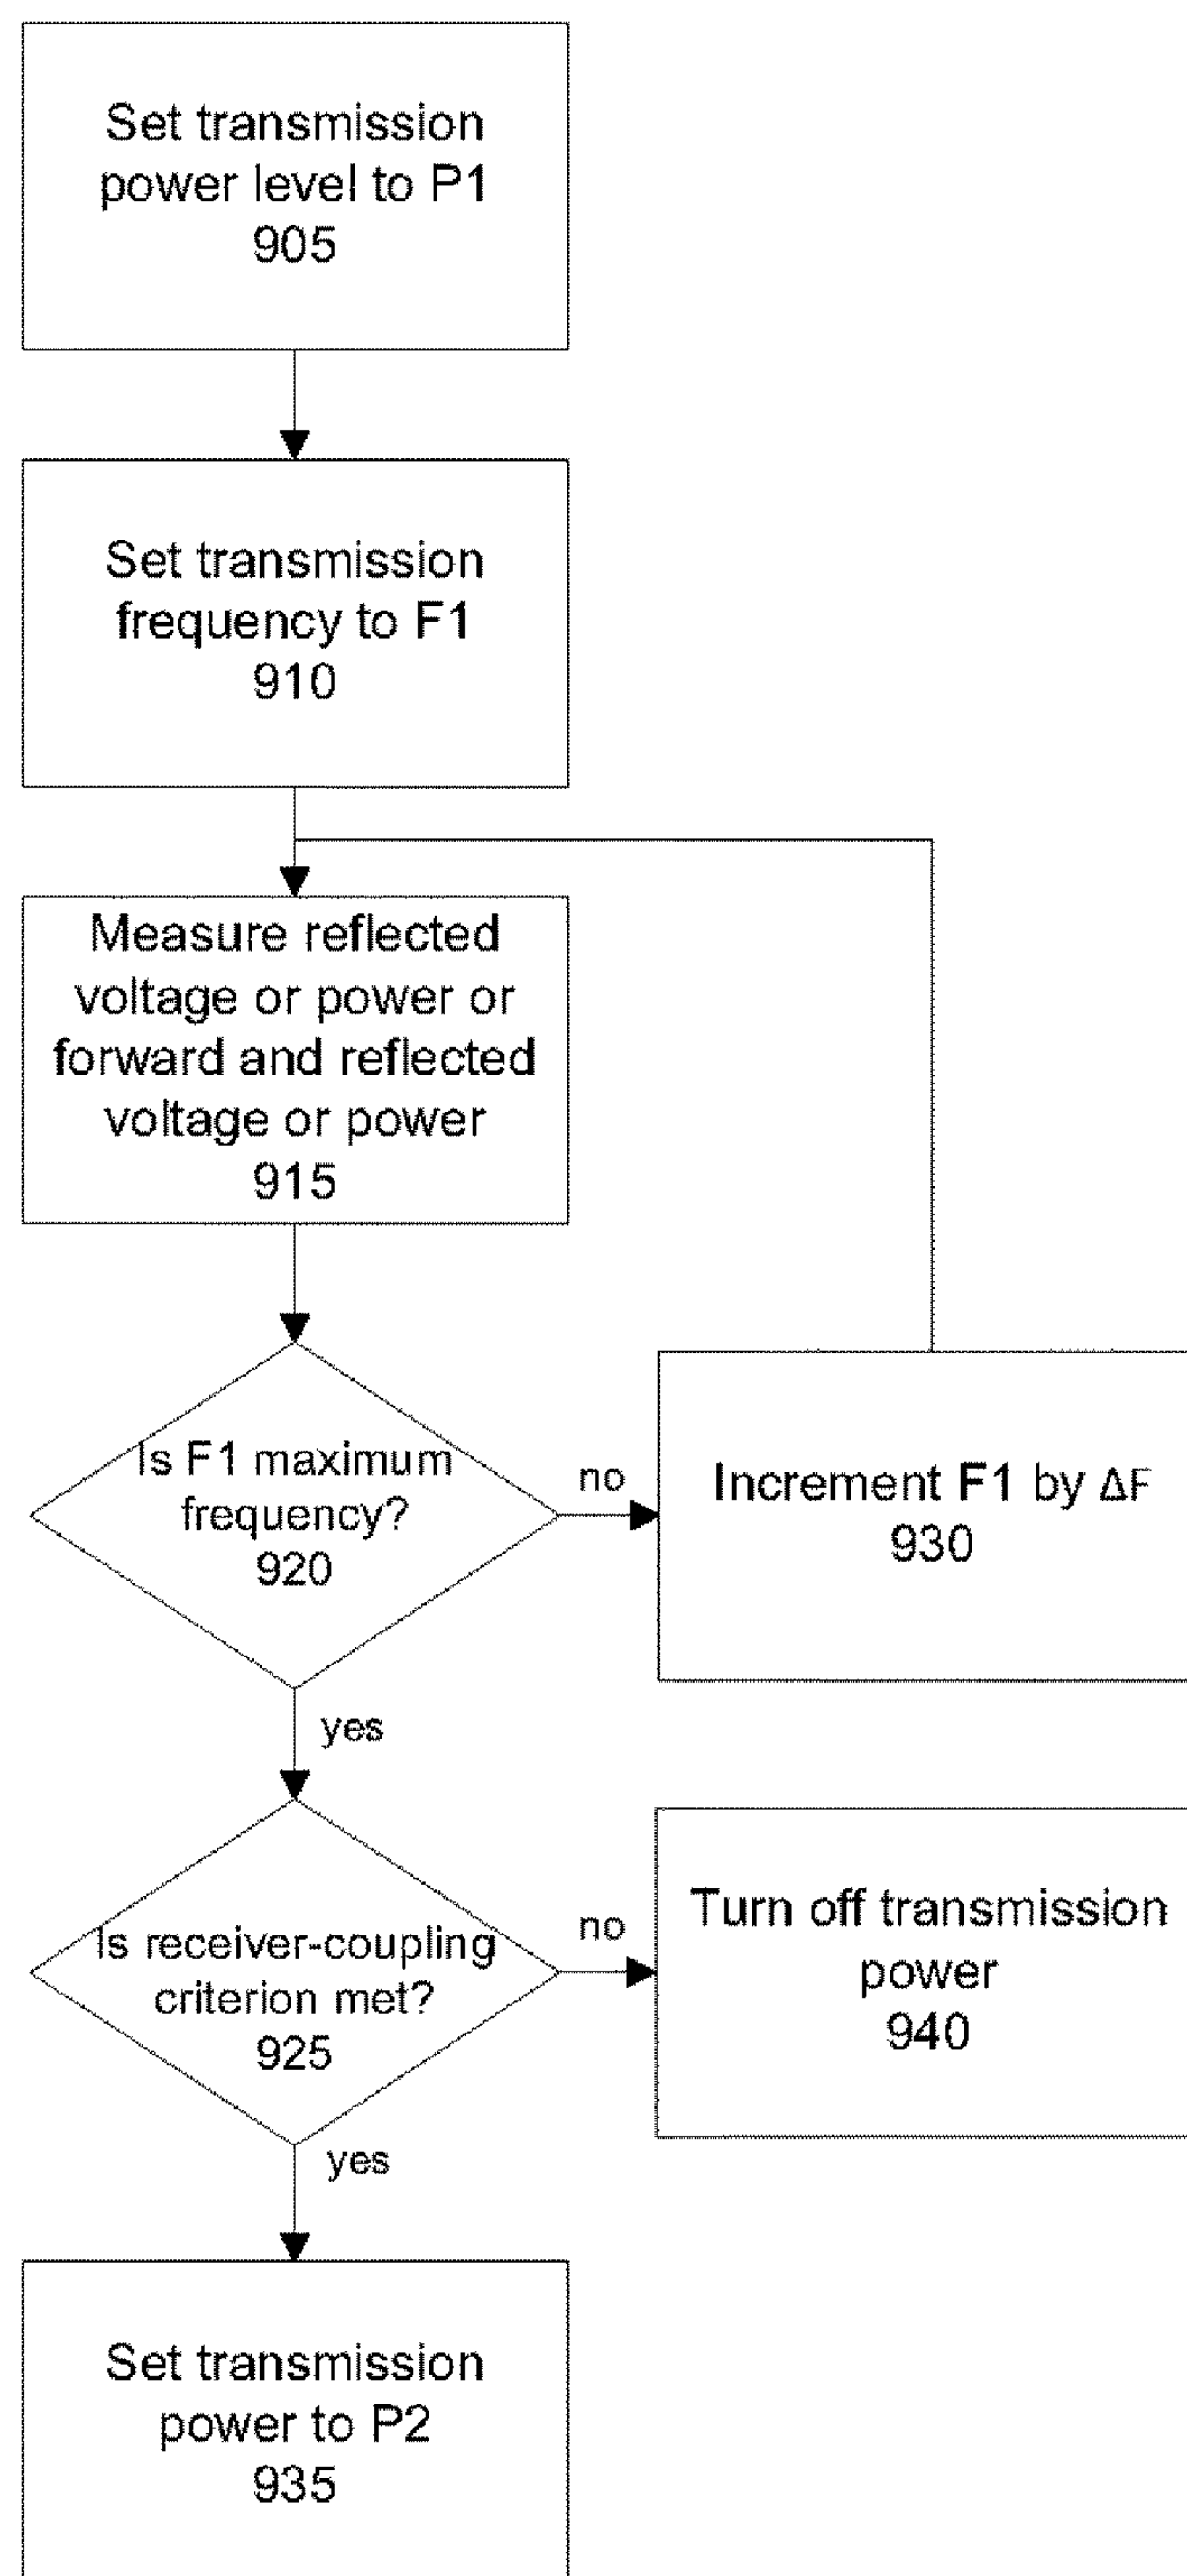 Set transmission
power level to P1
905
Set transmission
frequency to F1
910
Measure reflected
voltage or power or
forward and reflected
voltage or power
915
Is F1 maximum
frequency?
920
no
Increment F1 by ΔF
930
yes
Is receiver-coupling
criterion met?
925
no
Turn off transmission
power
940
yes
Set transmission
power to P2
935